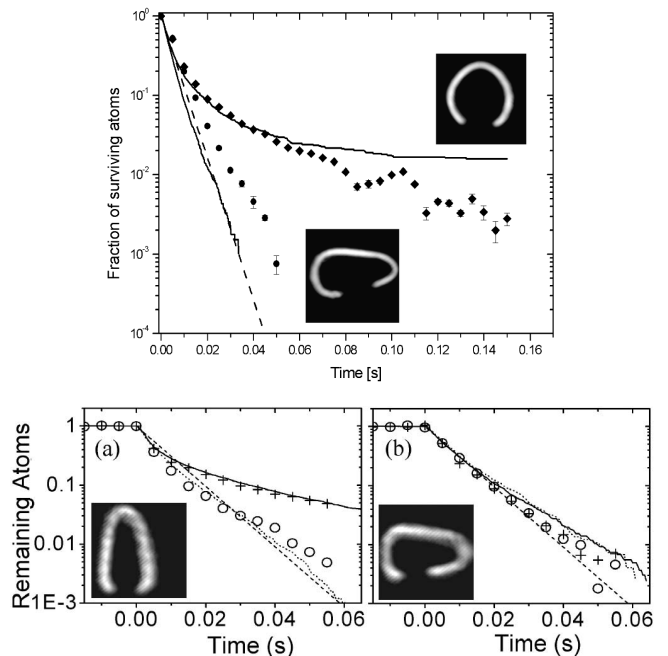 10^0
10^-1
10^-2
10^-3
10^-4
Fraction of surviving atoms
0.00 0.02 0.04 0.06 0.08 0.10 0.12 0.14 0.16
Time [s]
(a) (b)
1
0.1
0.01
1E-3
Remaining Atoms
0.00 0.02 0.04 0.06 0.00 0.02 0.04 0.06
Time (s) Time (s)